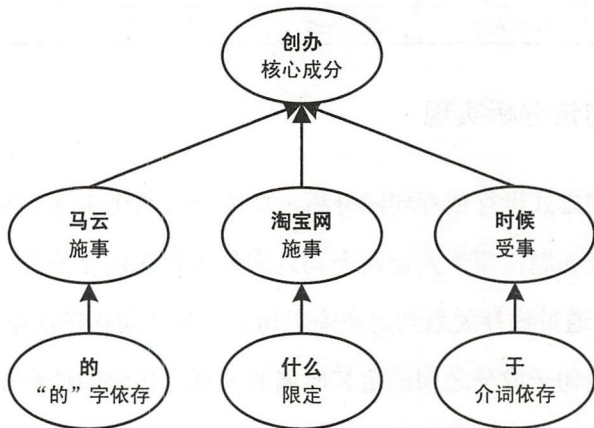 创办
核心成分
马云
施事
淘宝网
施事
时候
受事
的
“的”字依存
什么
限定
于
介词依存